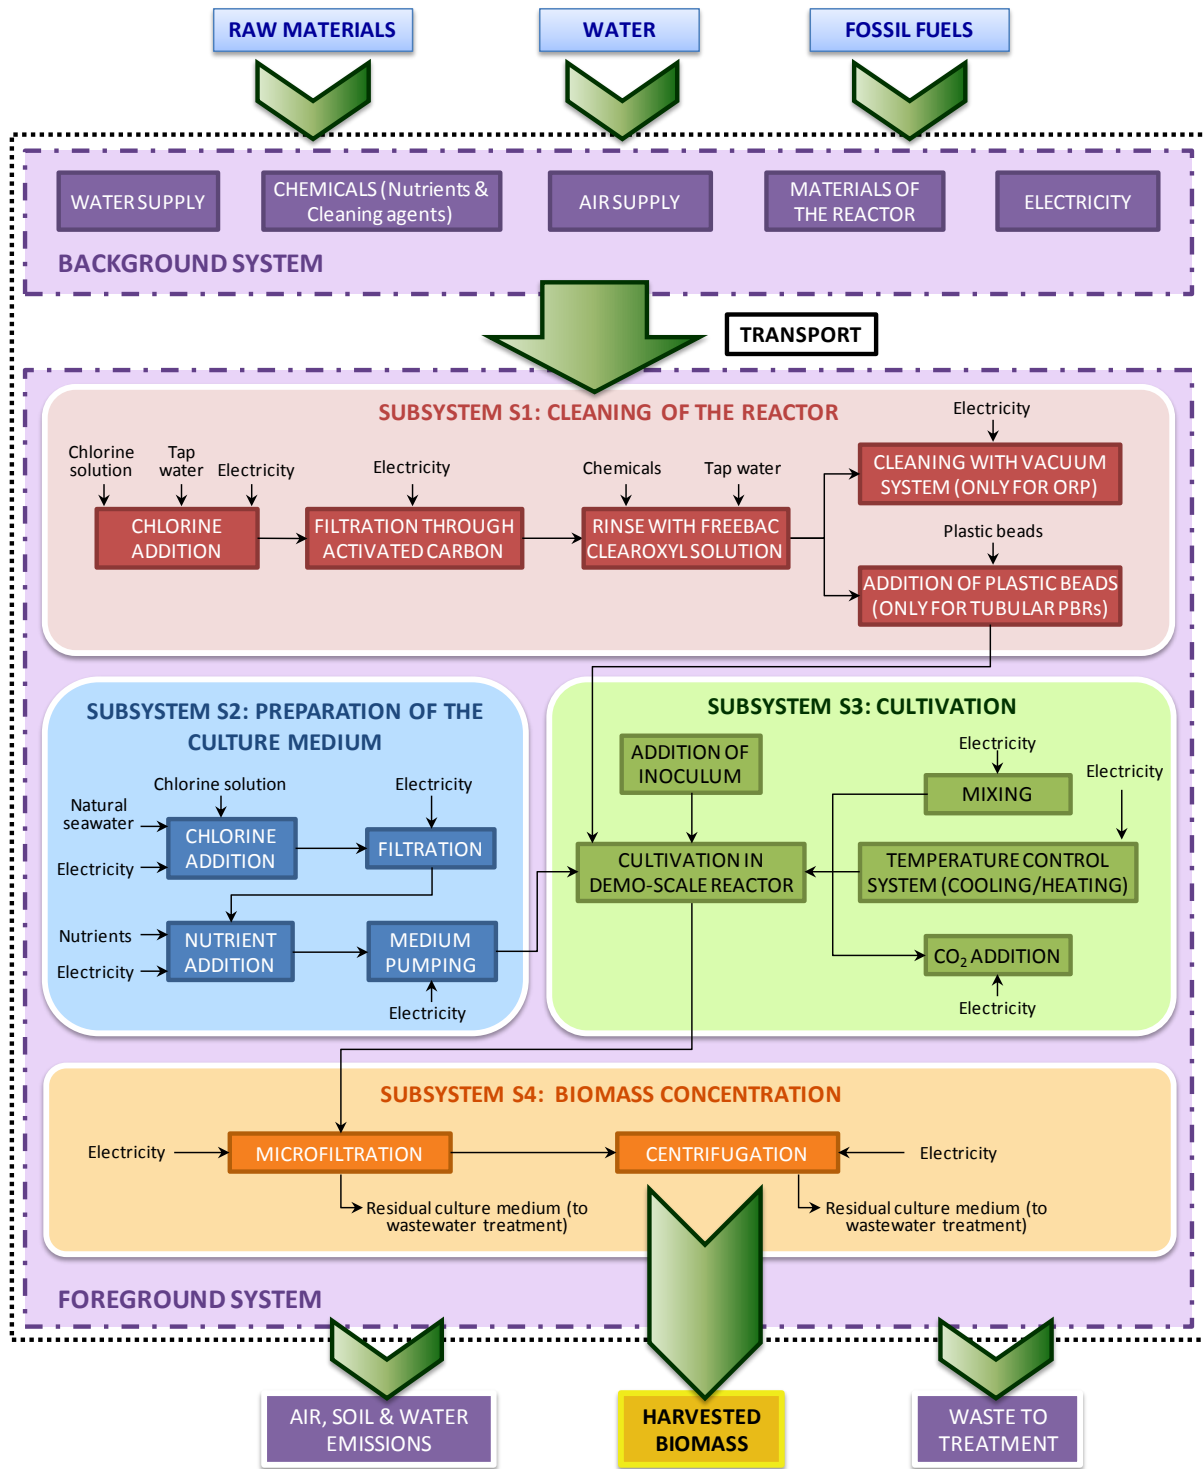 RAW MATERIALS
WATER
FOSSIL FUELS
WATER SUPPLY
CHEMICALS (Nutrients &
Cleaning agents)
AIR SUPPLY
MATERIALS OF
THE REACTOR
ELECTRICITY
BACKGROUND SYSTEM
TRANSPORT
SUBSYSTEM S1: CLEANING OF THE REACTOR
Chlorine
solution
Tap
water
Electricity
Electricity
Chemicals
Tap water
Electricity
CHLORINE
ADDITION
FILTRATION THROUGH
ACTIVATED CARBON
RINSE WITH FREEBAC
CLEAROXYL SOLUTION
CLEANING WITH VACUUM
SYSTEM (ONLY FOR ORP)
Plastic beads
ADDITION OF PLASTIC BEADS
(ONLY FOR TUBULAR PBRs)
SUBSYSTEM S2: PREPARATION OF THE
CULTURE MEDIUM
Chlorine solution
Electricity
Natural
seawater
Electricity
CHLORINE
ADDITION
FILTRATION
Nutrients
Electricity
NUTRIENT
ADDITION
MEDIUM
PUMPING
Electricity
SUBSYSTEM S3: CULTIVATION
ADDITION OF
INOCULUM
Electricity
MIXING
Electricity
CULTIVATION IN
DEMO-SCALE REACTOR
TEMPERATURE CONTROL
SYSTEM (COOLING/HEATING)
CO₂ ADDITION
Electricity
SUBSYSTEM S4: BIOMASS CONCENTRATION
Electricity
MICROFILTRATION
CENTRIFUGATION
Electricity
Residual culture medium (to
wastewater treatment)
Residual culture medium (to
wastewater treatment)
FOREGROUND SYSTEM
AIR, SOIL & WATER
EMISSIONS
HARVESTED
BIOMASS
WASTE TO
TREATMENT